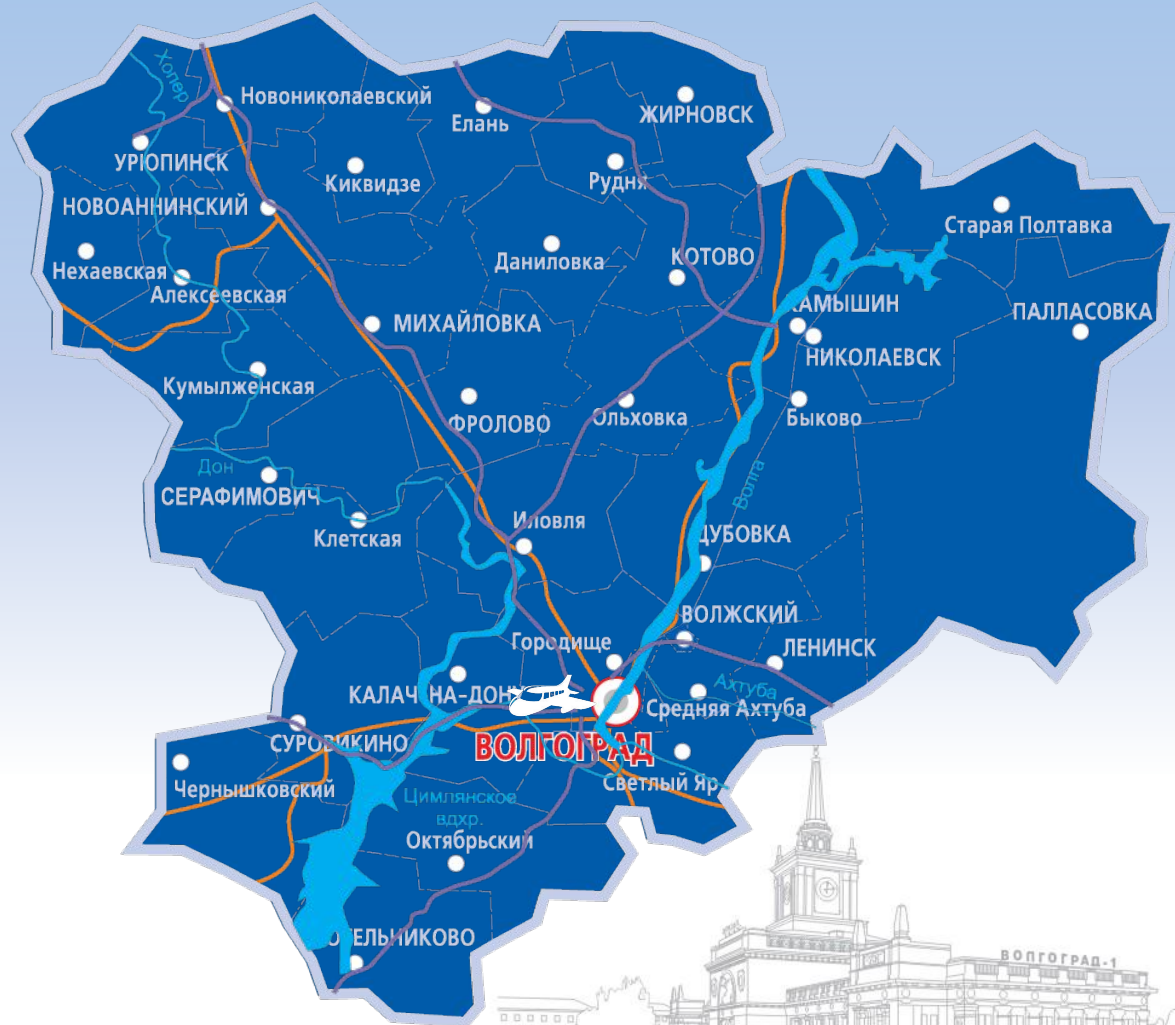 Хопер
Новониколаевский
Елань
ЖИРНОВСК
УРЮПИНСК
Киквидзе
Рудня
НОВОАННИНСКИЙ
Старая Полтавка
Нехаевская
Даниловка
КОТОВО
Алексеевская
КАМЫШИН
ПАЛЛАСОВКА
МИХАЙЛОВКА
НИКОЛАЕВСК
Кумылженская
ФРОЛОВО
Ольховка
Быково
Дон
Волга
СЕРАФИМОВИЧ
Иловля
Клетская
ДУБОВКА
ВОЛЖСКИЙ
Городище
ЛЕНИНСК
КАЛАЧ-НА-ДОНУ
Ахтуба
Средняя Ахтуба
СУРОВИКИНО
ВОЛГОГРАД
Чернышковский
Светлый Яр
Цимлянское
вдхр.
Октябрьский
КОТЕЛЬНИКОВО
ВОЛГОГРАД-1